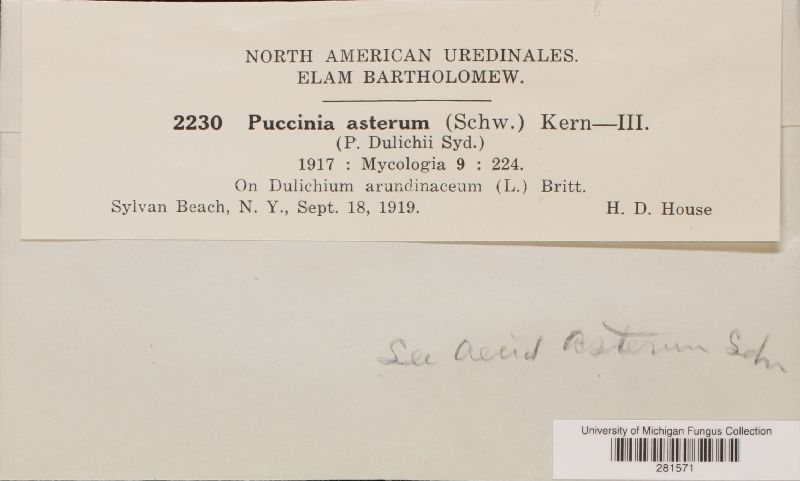 NORTH AMERICAN UREDINALES.
ELAM BARTHOLOMEW.
2230 Puccinia asterum (Schw.) Kern—III.
(P. Dulichii Syd.)
1917 : Mycologia 9 : 224.
On Dulichium arundinaceum (L.) Britt.
Sylvan Beach, N. Y., Sept. 18, 1919. H. D. House
See Aecid asterum Schw
University of Michigan Fungus Collection
281571